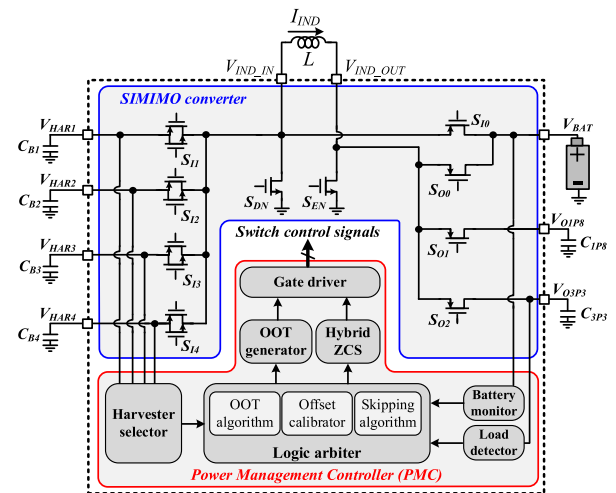 I_IND
L
V_IND_IN
V_IND_OUT
SIMIMO converter
V_HAR1
C_B1
S_I1
S_I0
V_BAT
V_HAR2
C_B2
S_I2
S_DN
S_EN
S_O0
V_HAR3
C_B3
S_I3
Switch control signals
S_O1
V_O1P8
C_1P8
V_HAR4
C_B4
S_I4
Gate driver
S_O2
V_O3P3
C_3P3
OOT
generator
Hybrid
ZCS
Harvester
selector
OOT
algorithm
Offset
calibrator
Skipping
algorithm
Logic arbiter
Battery
monitor
Load
detector
Power Management Controller (PMC)